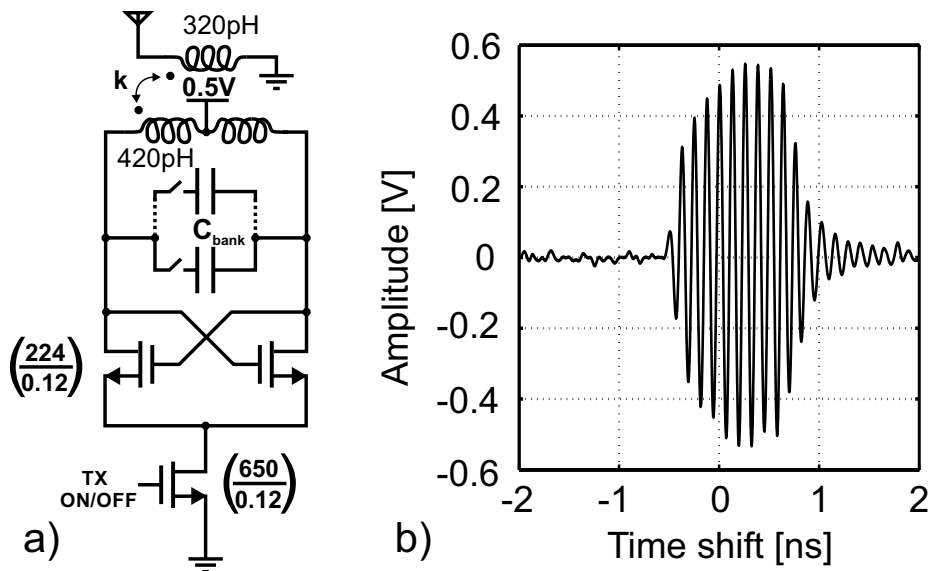 320pH
k
0.5V
420pH
C bank
(224/0.12)
TX
ON/OFF
(650/0.12)
a)
0.6
0.4
0.2
0
-0.2
-0.4
-0.6
-2
-1
0
1
2
Amplitude [V]
Time shift [ns]
b)